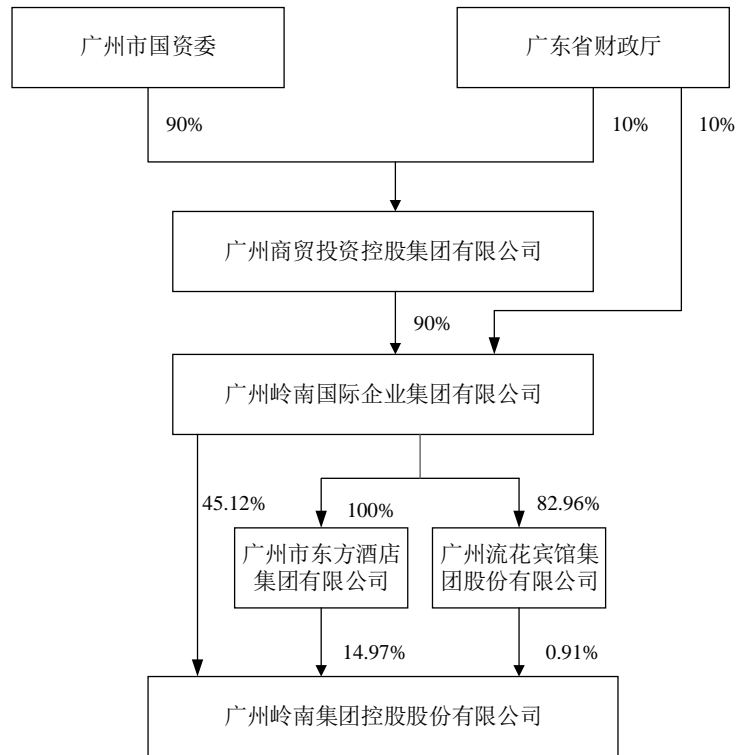 广州市国资委
广东省财政厅
90%
10%
10%
广州商贸投资控股集团有限公司
90%
广州岭南国际企业集团有限公司
45.12%
100%
82.96%
广州市东方酒店
集团有限公司
广州流花宾馆集
团股份有限公司
14.97%
0.91%
广州岭南集团控股股份有限公司